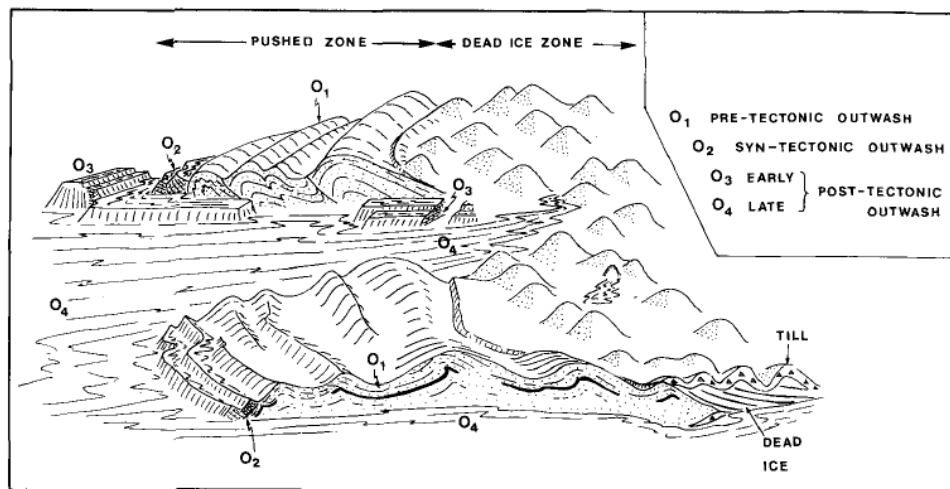 PUSHED ZONE
DEAD ICE ZONE
O1
O2
O3
O3
O4
O4
O1
O4
O2
TILL
DEAD
ICE
O1 PRE-TECTONIC OUTWASH
O2 SYN-TECTONIC OUTWASH
O3 EARLY
O4 LATE
POST-TECTONIC
OUTWASH